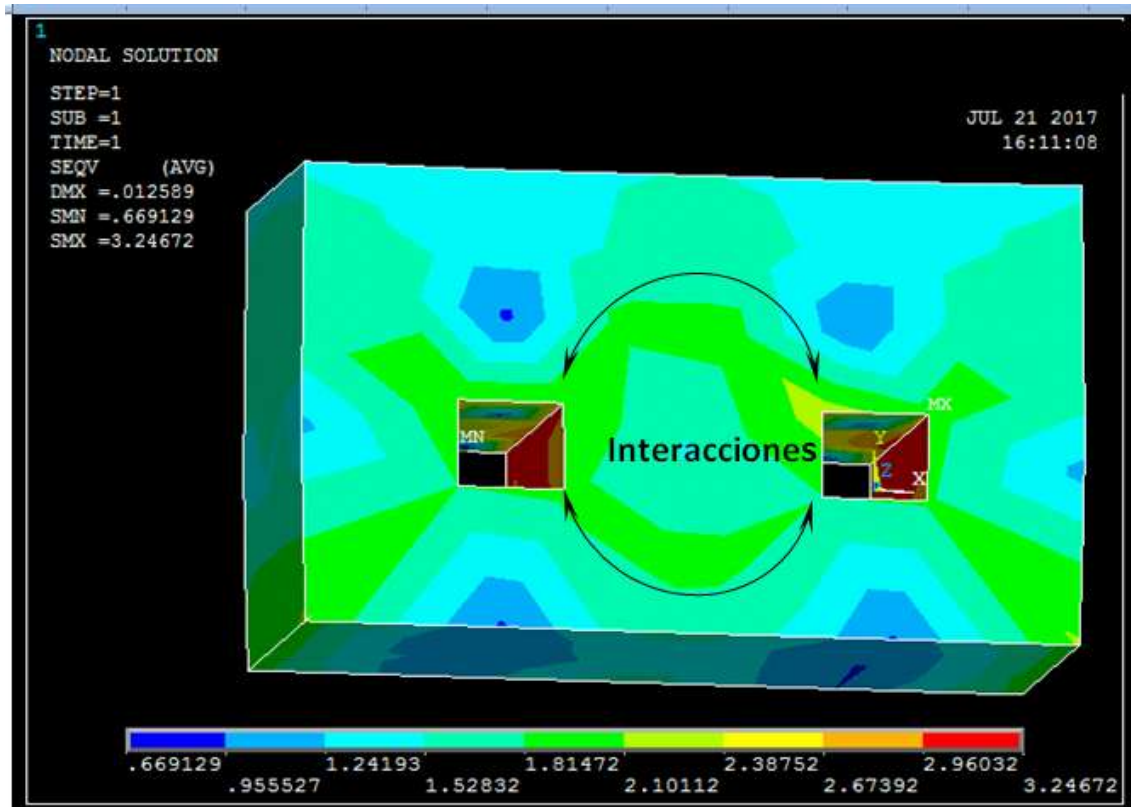 1
NODAL SOLUTION
STEP=1
SUB =1
TIME=1
SEQV (AVG)
DMX =.012589
SMN =.669129
SMX =3.24672
JUL 21 2017
16:11:08
MX
MN
Interacciones
Y
Z
X
.669129 1.24193 1.81472 2.38752 2.96032
.955527 1.52832 2.10112 2.67392 3.24672